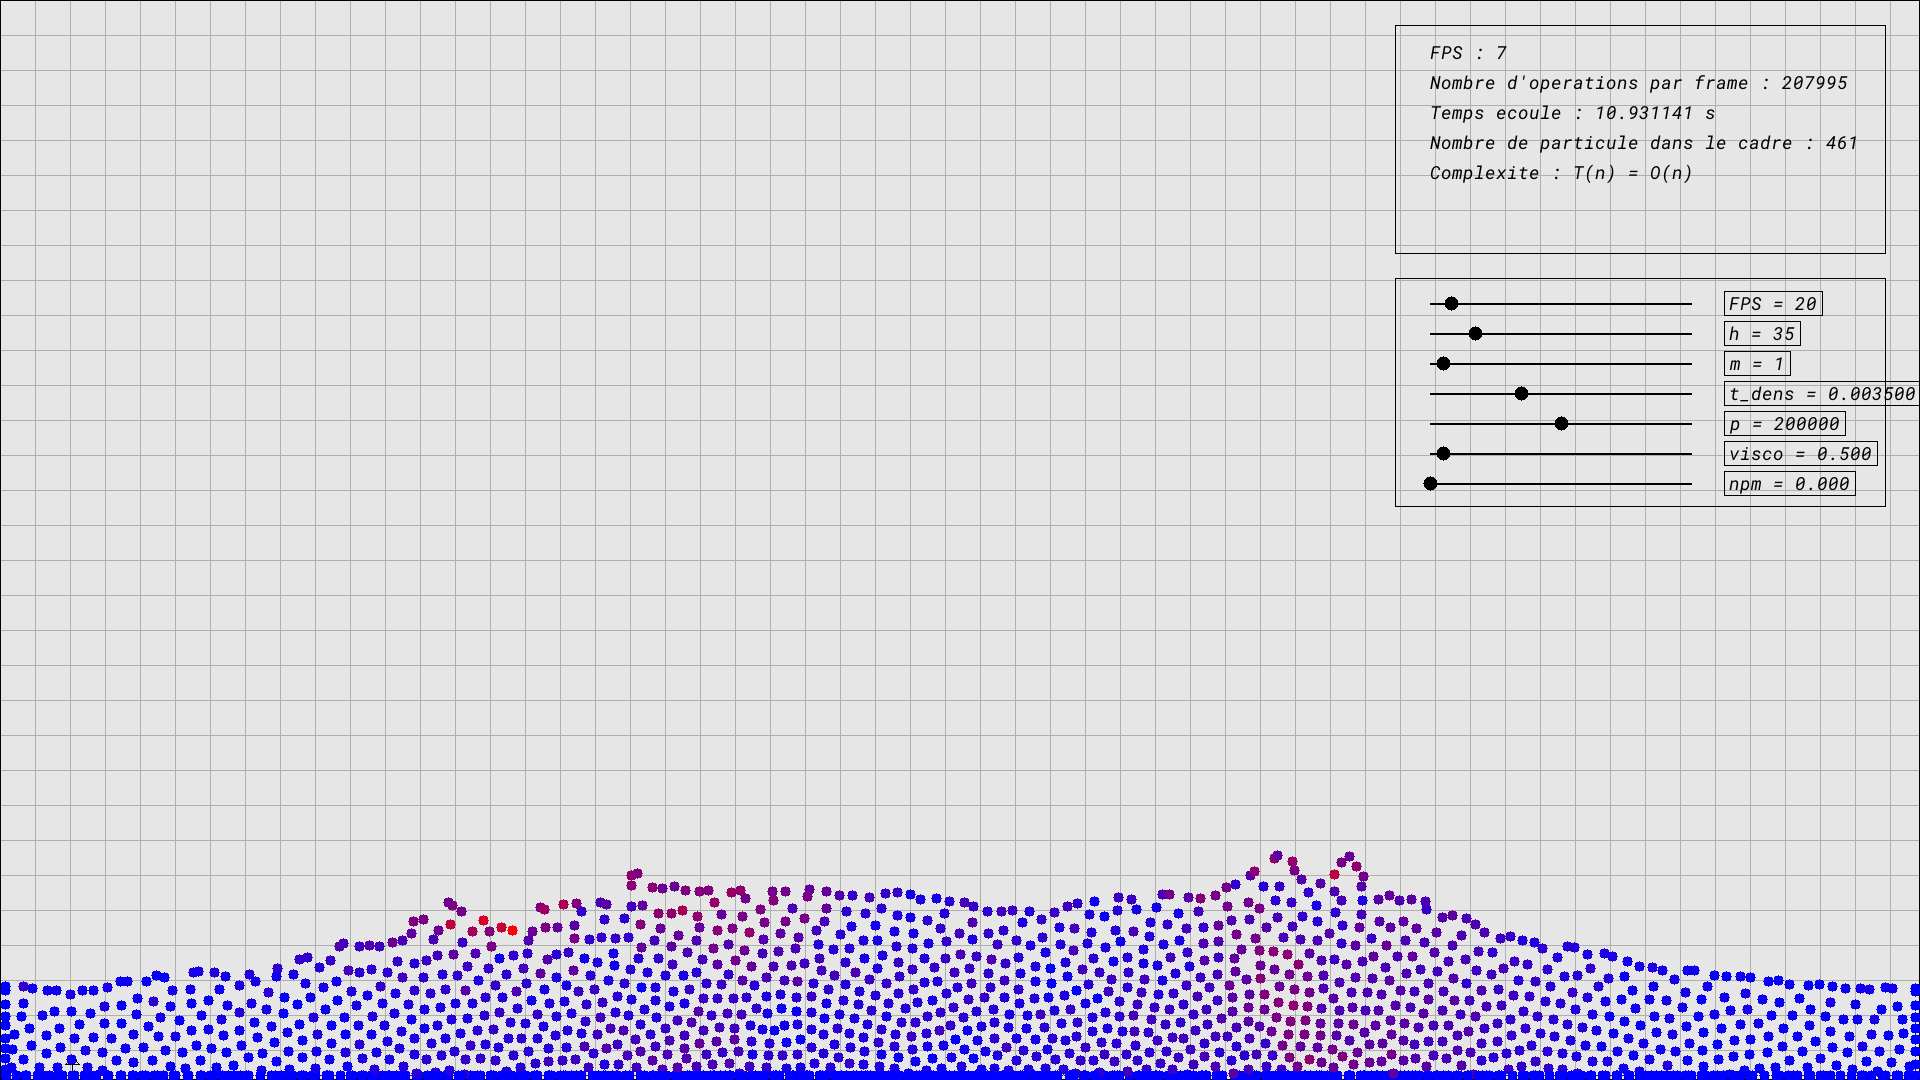 FPS : 7
Nombre d'operations par frame : 207995
Temps ecoule : 10.931141 s
Nombre de particule dans le cadre : 461
Complexite : T(n) = O(n)
FPS = 20
h = 35
m = 1
t_dens = 0.003500
p = 200000
visco = 0.500
npm = 0.000